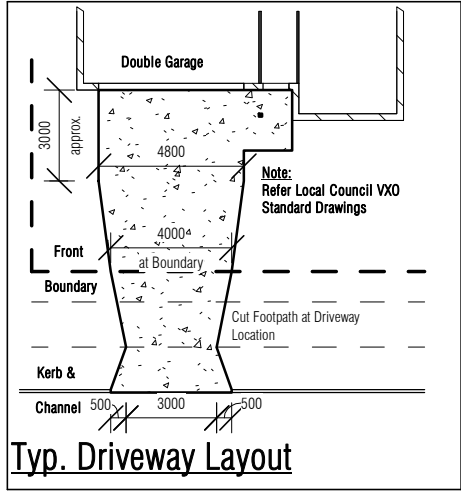 Double Garage
3000
approx.
4800
Note:
Refer Local Council VXO
Standard Drawings
4000
at Boundary
Front
Boundary
Cut Footpath at Driveway
Location
Kerb &
Channel
500
3000
500
Typ. Driveway Layout